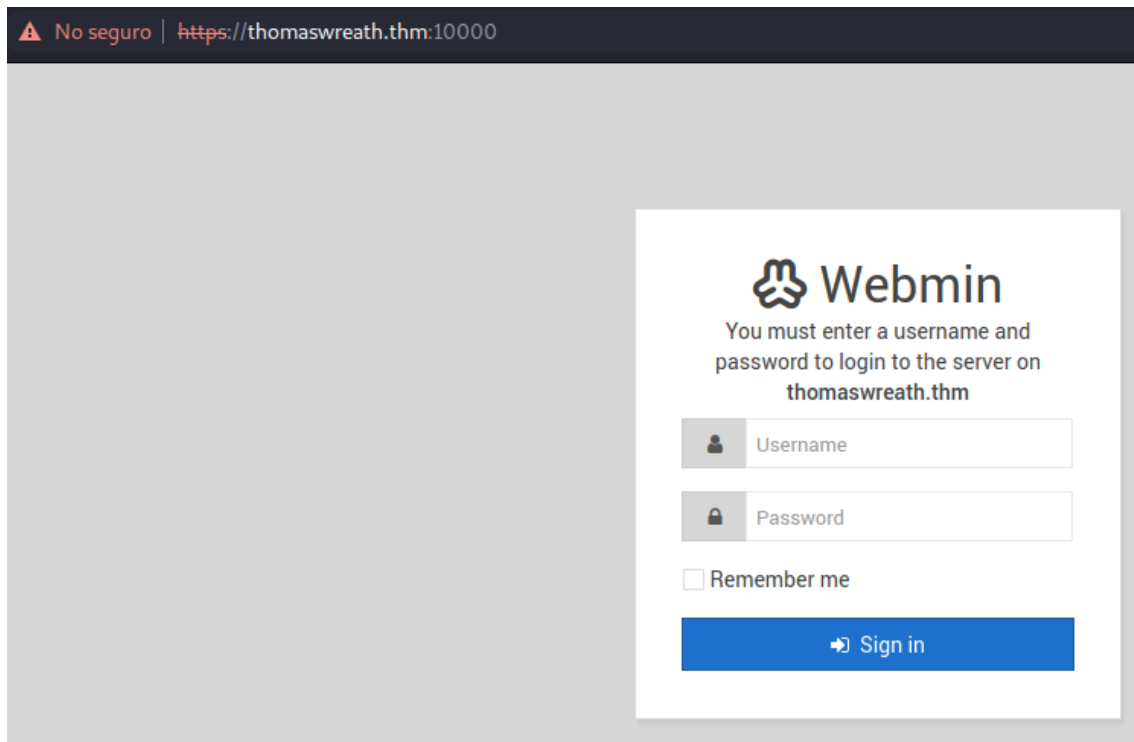 No seguro | https://thomaswreath.thm:10000
Webmin
You must enter a username and
password to login to the server on
thomaswreath.thm
Username
Password
Remember me
Sign in